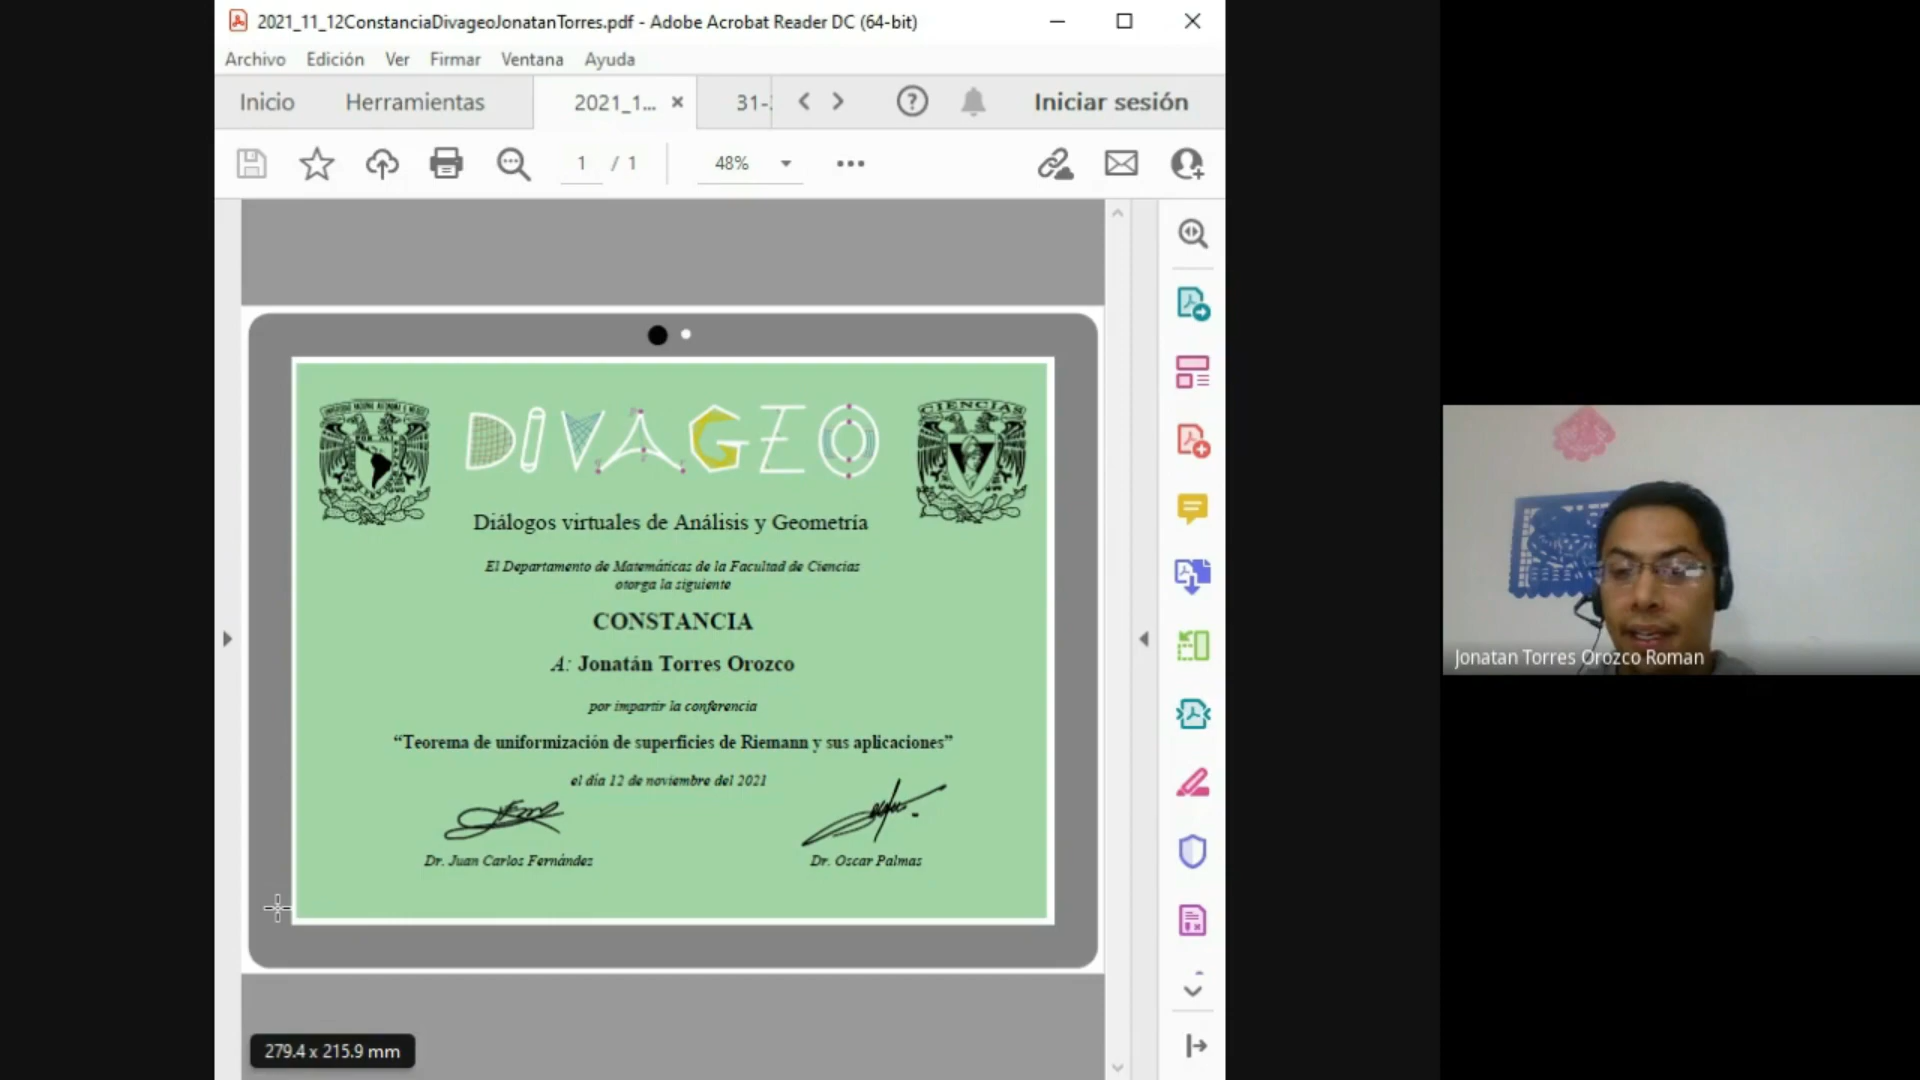 2021_11_12ConstanciaDivageoJonatanTorres.pdf - Adobe Acrobat Reader DC (64-bit)
Archivo Edición Ver Firmar Ventana Ayuda
Inicio Herramientas 2021_1... 31- Iniciar sesión
1 / 1 48%
DIVAGEO
CIENCIAS
Diálogos virtuales de Análisis y Geometría
El Departamento de Matemáticas de la Facultad de Ciencias
otorga la siguiente
CONSTANCIA
A: Jonatán Torres Orozco
por impartir la conferencia
“Teorema de uniformización de superficies de Riemann y sus aplicaciones”
el día 12 de noviembre del 2021
Dr. Juan Carlos Fernández Dr. Oscar Palmas
279.4 x 215.9 mm
Jonatan Torres Orozco Roman